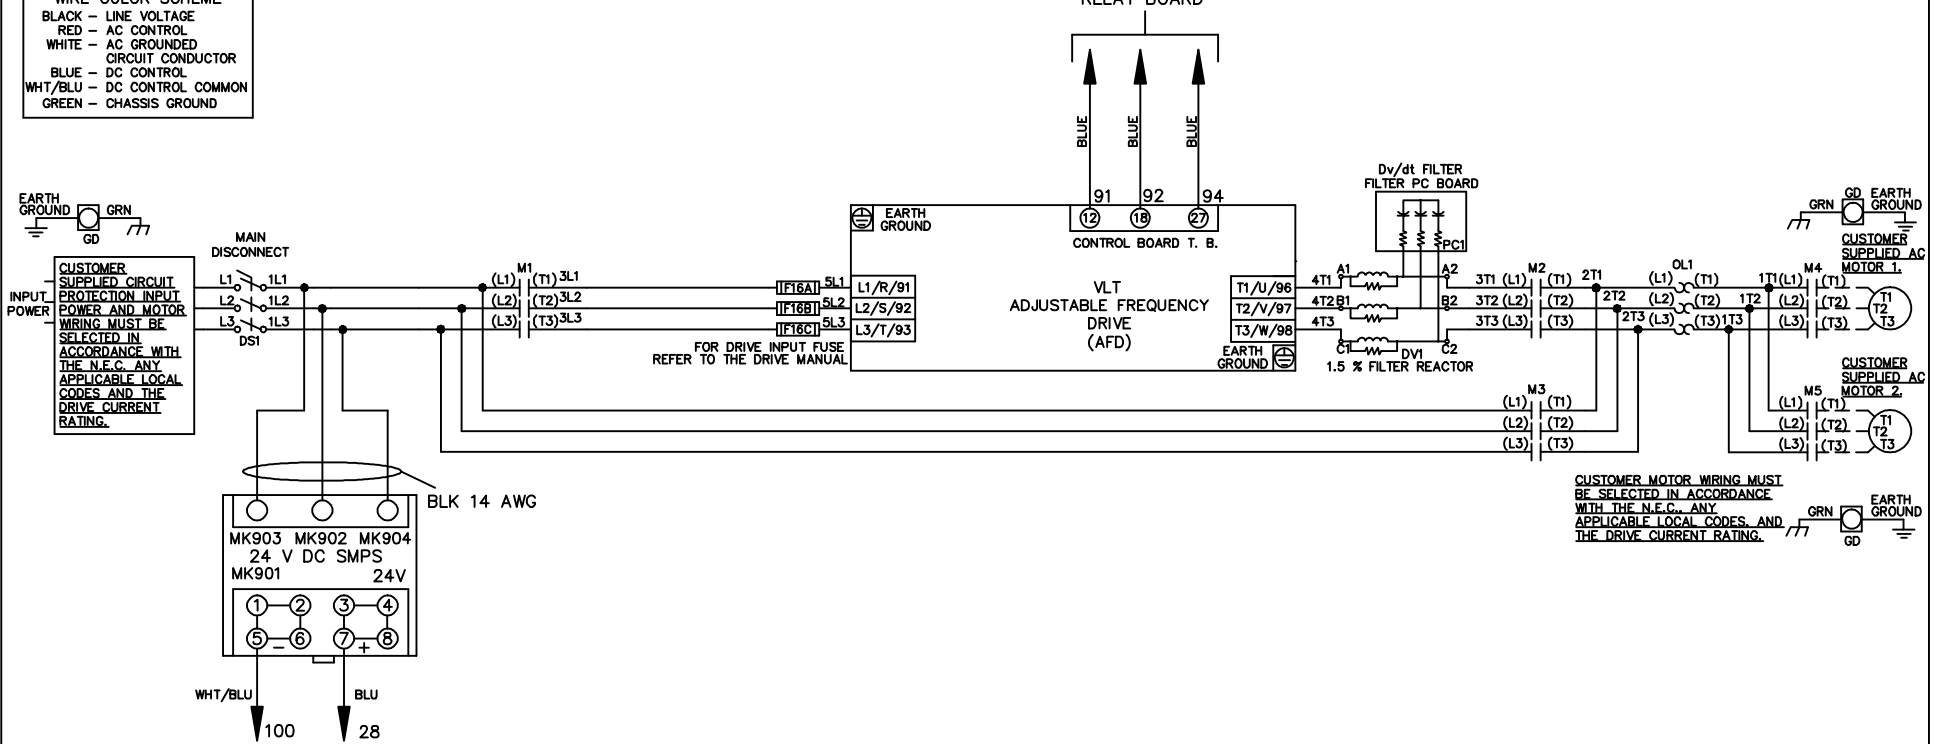 WIRE COLOR SCHEME
BLACK – LINE VOLTAGE
RED – AC CONTROL
WHITE – AC GROUNDED
CIRCUIT CONDUCTOR
BLUE – DC CONTROL
WHT/BLU – DC CONTROL COMMON
GREEN – CHASSIS GROUND
RELAY BOARD
BLUE
BLUE
BLUE
91
92
94
12
18
27
CONTROL BOARD T. B.
EARTH
GROUND
GRN
GD
MAIN
DISCONNECT
INPUT
POWER
CUSTOMER
SUPPLIED CIRCUIT
PROTECTION INPUT
POWER AND MOTOR
WIRING MUST BE
SELECTED IN
ACCORDANCE WITH
THE N.E.C. ANY
APPLICABLE LOCAL
CODES AND THE
DRIVE CURRENT
RATING.
L1 1L1
L2 1L2
L3 1L3
DS1
M1
(L1) (T1) 3L1
(L2) (T2) 3L2
(L3) (T3) 3L3
IF16A 5L1
IF16B 5L2
IF16C 5L3
FOR DRIVE INPUT FUSE
REFER TO THE DRIVE MANUAL
EARTH
GROUND
L1/R/91
L2/S/92
L3/T/93
VLT
ADJUSTABLE FREQUENCY
DRIVE
(AFD)
T1/U/96
T2/V/97
T3/W/98
EARTH
GROUND
Dv/dt FILTER
FILTER PC BOARD
PC1
4T1 A1 A2
4T2 B1 B2
4T3
C1 C2
DV1
1.5 % FILTER REACTOR
M2
3T1 (L1) (T1) 2T1
3T2 (L2) (T2) 2T2
3T3 (L3) (T3) 2T3
OL1
(L1) (T1) 1T1
(L2) (T2) 1T2
(L3) (T3) 1T3
M4
(L1) (T1)
(L2) (T2)
(L3) (T3)
GRN
GD
EARTH
GROUND
CUSTOMER
SUPPLIED AC
MOTOR 1.
T1
T2
T3
M3
(L1) (T1)
(L2) (T2)
(L3) (T3)
CUSTOMER
SUPPLIED AC
MOTOR 2.
M5
(L1) (T1)
(L2) (T2)
(L3) (T3)
T1
T2
T3
CUSTOMER MOTOR WIRING MUST
BE SELECTED IN ACCORDANCE
WITH THE N.E.C., ANY
APPLICABLE LOCAL CODES, AND
THE DRIVE CURRENT RATING.
GRN
GD
EARTH
GROUND
BLK 14 AWG
MK903 MK902 MK904
24 V DC SMPS
MK901 24V
1 2 3 4
5 6 7 8
– +
WHT/BLU
BLU
100
28